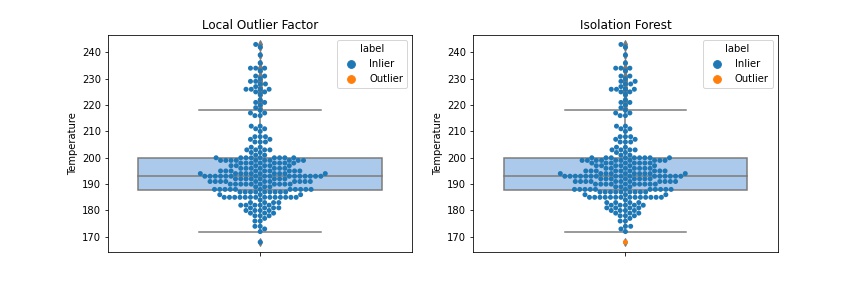 Local Outlier Factor
label
Inlier
Outlier
Temperature
240
230
220
210
200
190
180
170
Isolation Forest
label
Inlier
Outlier
Temperature
240
230
220
210
200
190
180
170